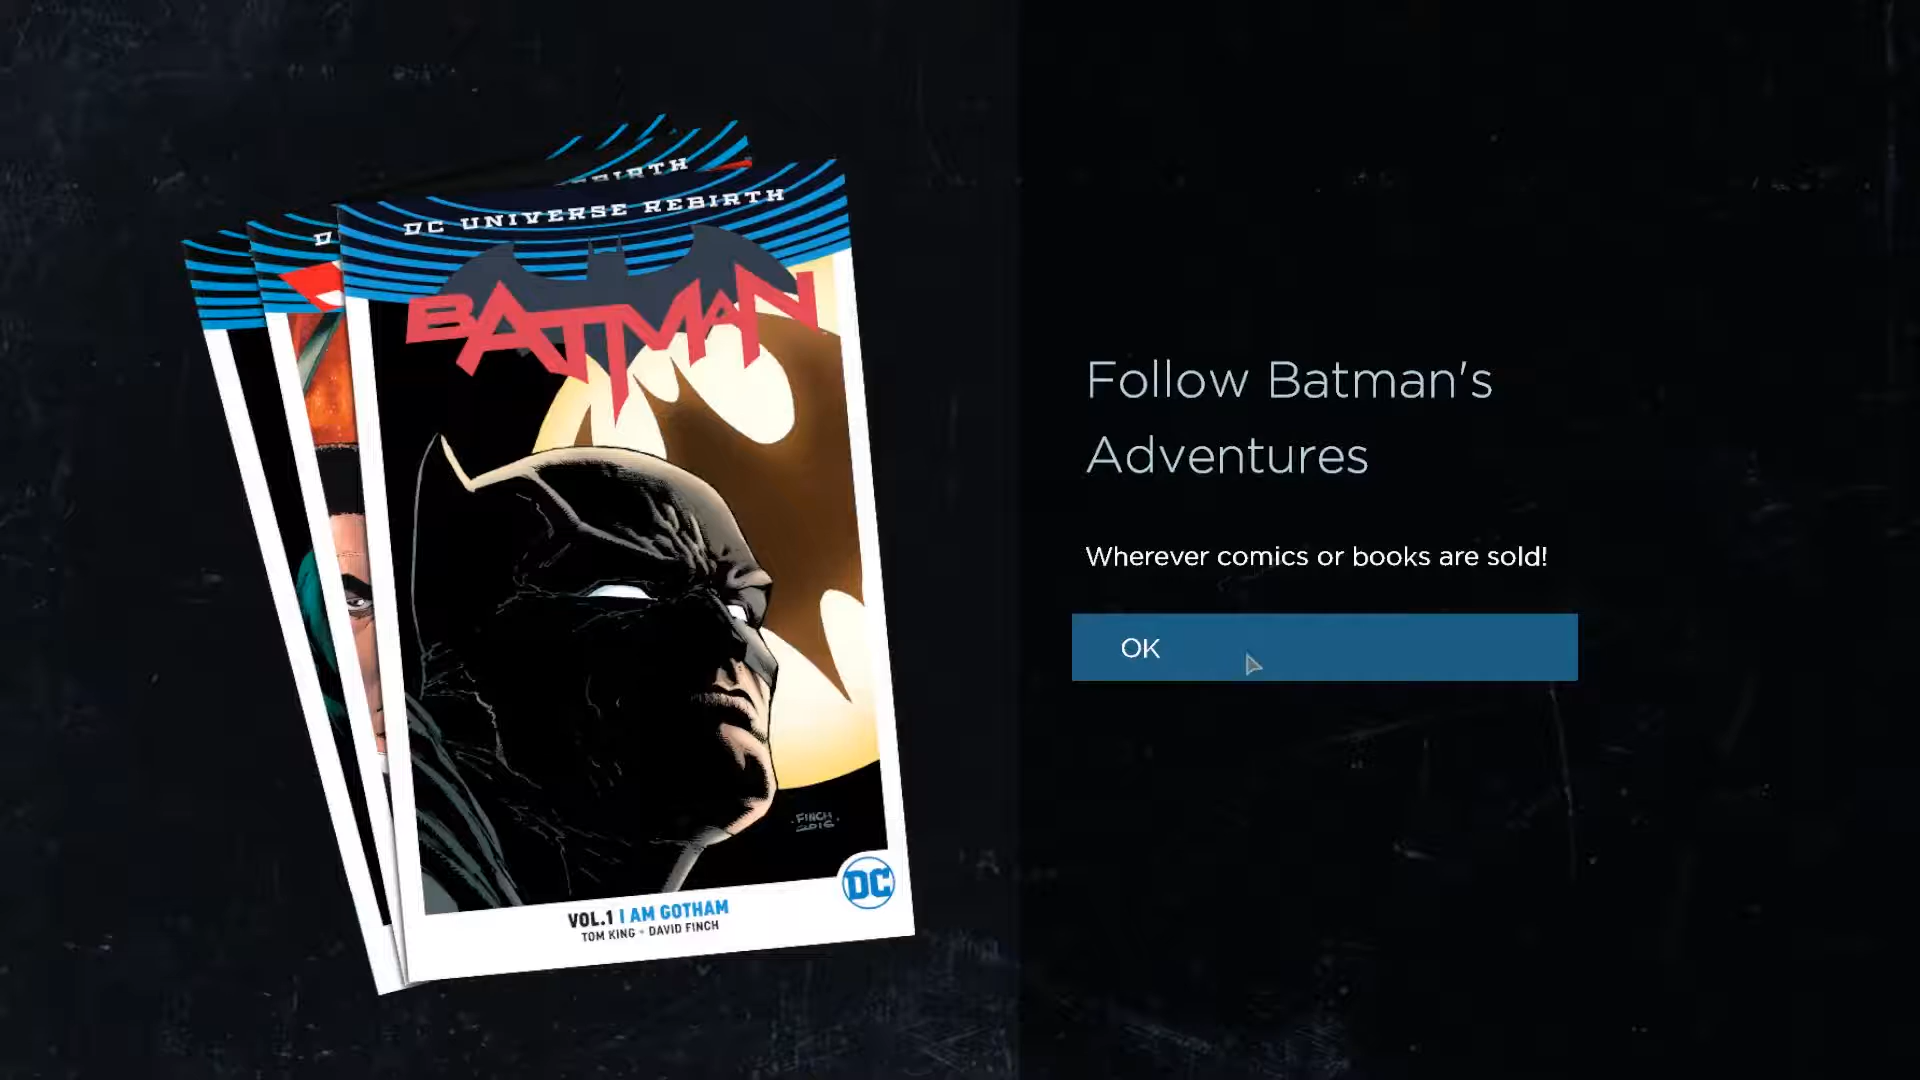 RTH
D
DC UNIVERSE REBIRTH
BATMAN
FINCH
2016
DC
VOL.1 I AM GOTHAM
TOM KING - DAVID FINCH
Follow Batman's
Adventures
Wherever comics or books are sold!
OK